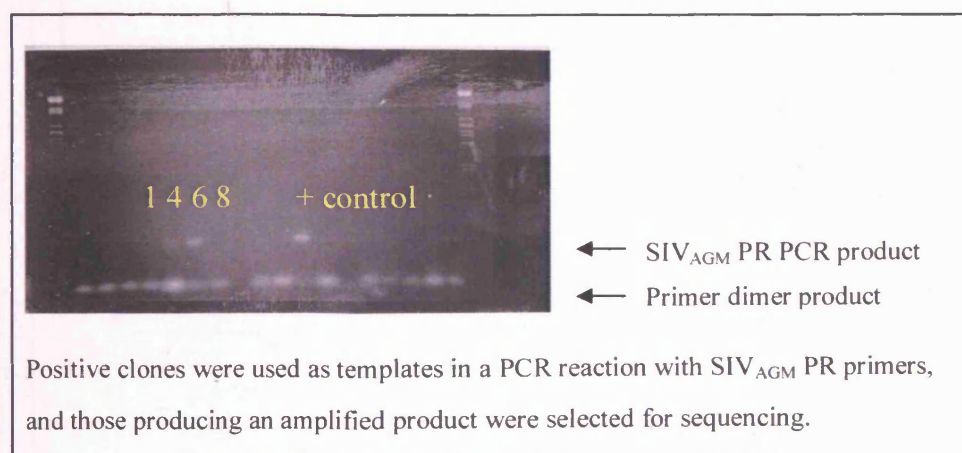 1 4 6 8 + control
← SIV_AGM PR PCR product
← Primer dimer product
Positive clones were used as templates in a PCR reaction with SIV_AGM PR primers,
and those producing an amplified product were selected for sequencing.